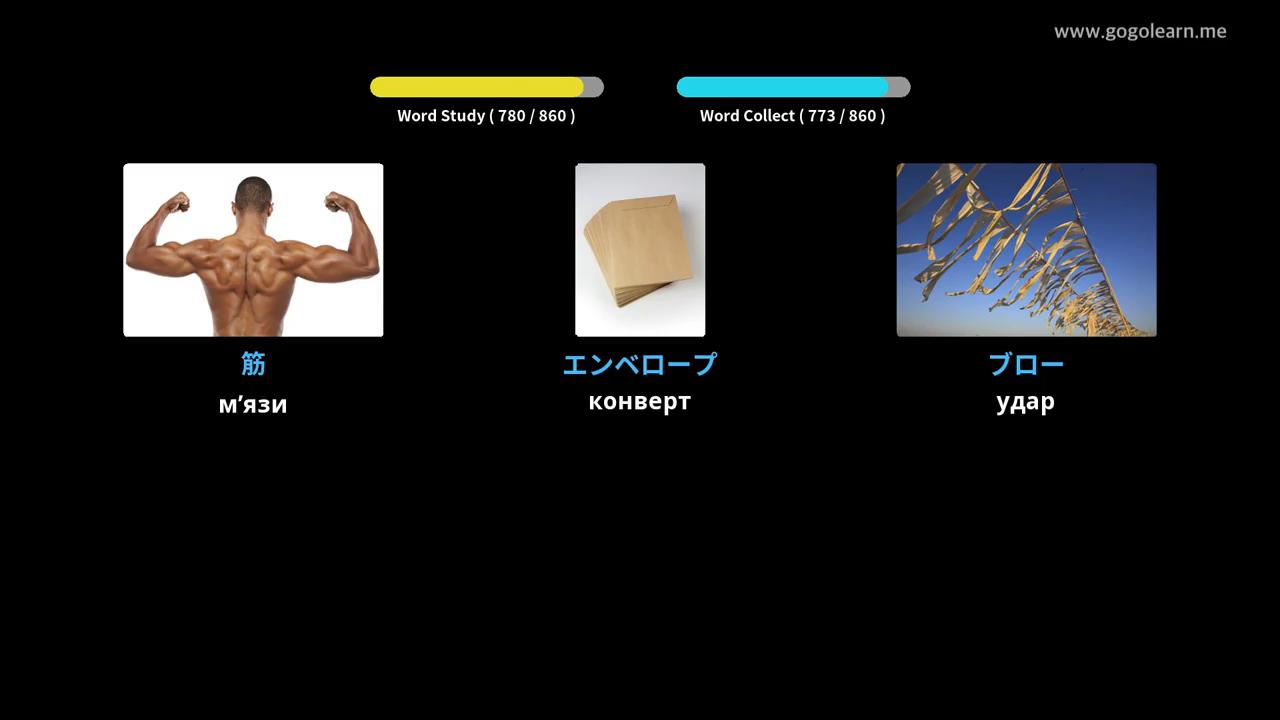 www.gogolearn.me
Word Study ( 780 / 860 )
Word Collect ( 773 / 860 )
筋
エンベロープ
ブロー
м’язи
конверт
удар